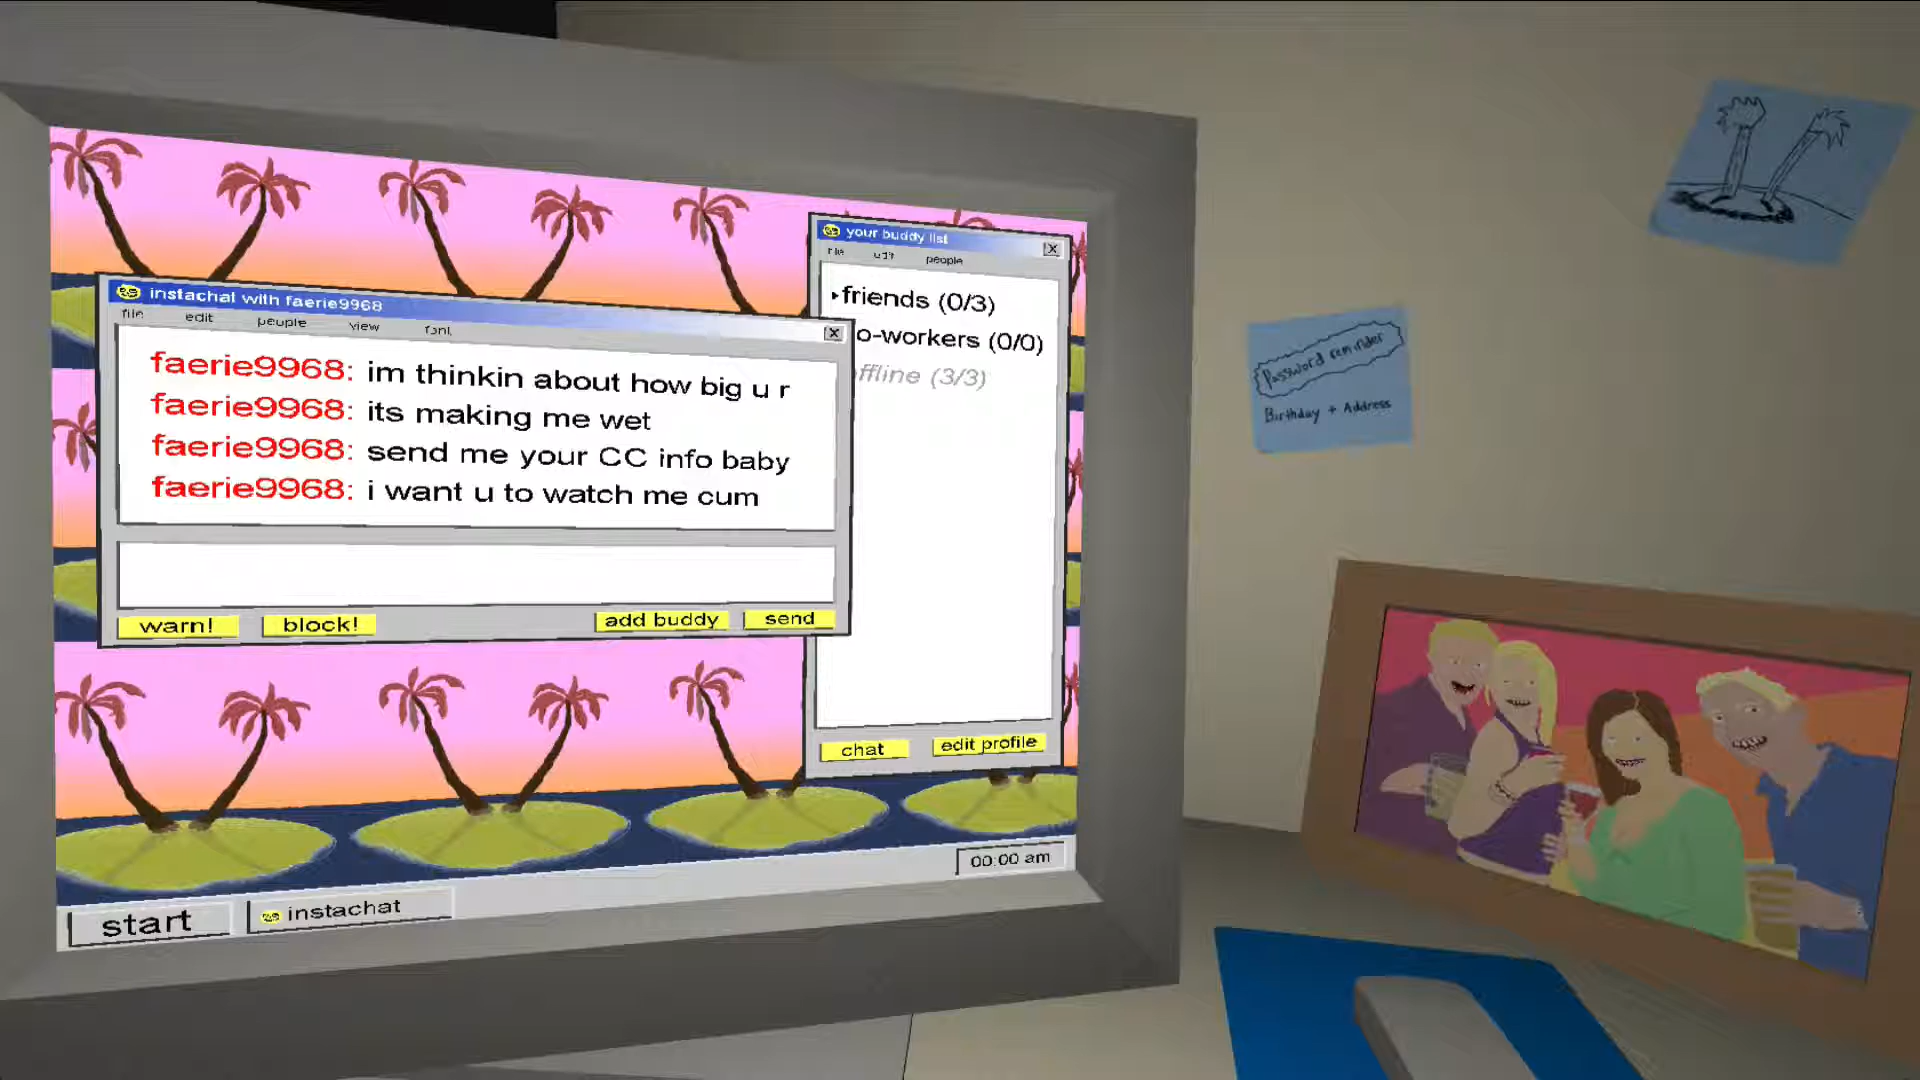 instachat with faerie9968
file edit people view font
faerie9968: im thinkin about how big u r
faerie9968: its making me wet
faerie9968: send me your CC info baby
faerie9968: i want u to watch me cum
warn! block! add buddy send
your buddy list
file edit people
friends (0/3)
o-workers (0/0)
ffline (3/3)
chat edit profile
00:00 am
start instachat
Password reminder
Birthday + Address